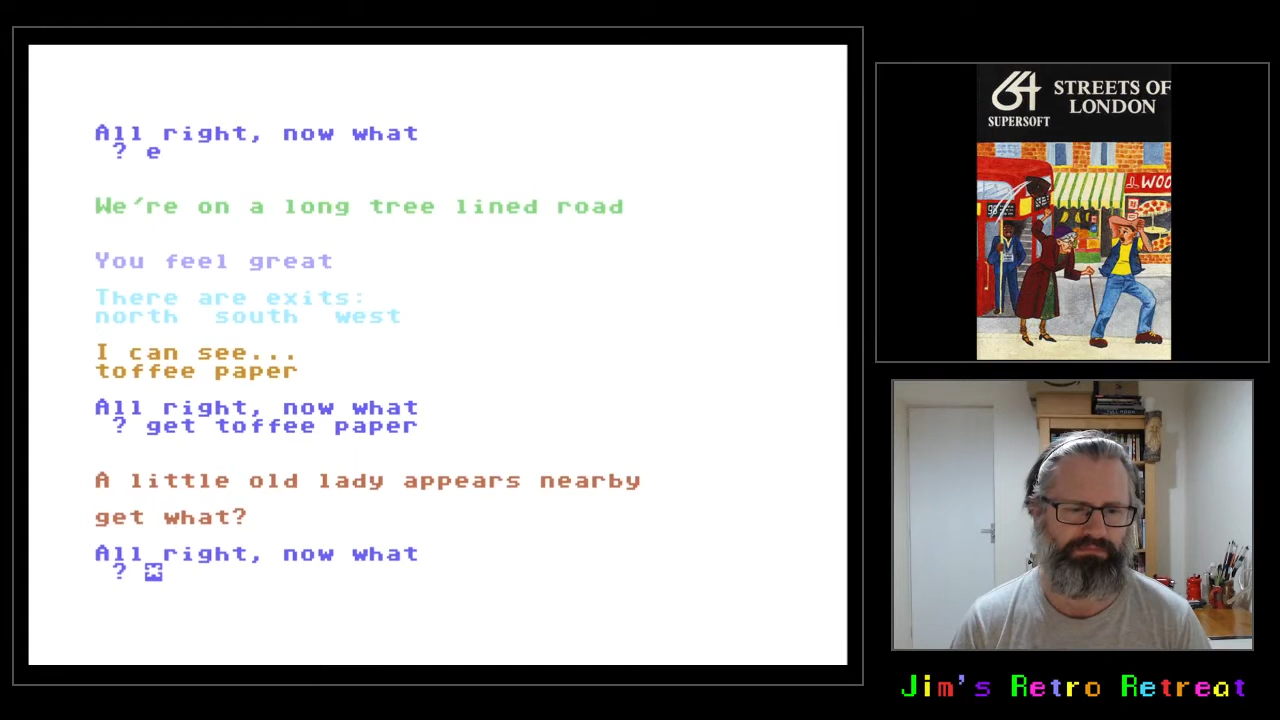 All right, now what
? e
We're on a long tree lined road
You feel great
There are exits:
north south west
I can see...
toffee paper
All right, now what
? get toffee paper
A little old lady appears nearby
get what?
All right, now what
? *
64
SUPERSOFT
STREETS OF
LONDON
WOO
Jim's Retro Retreat